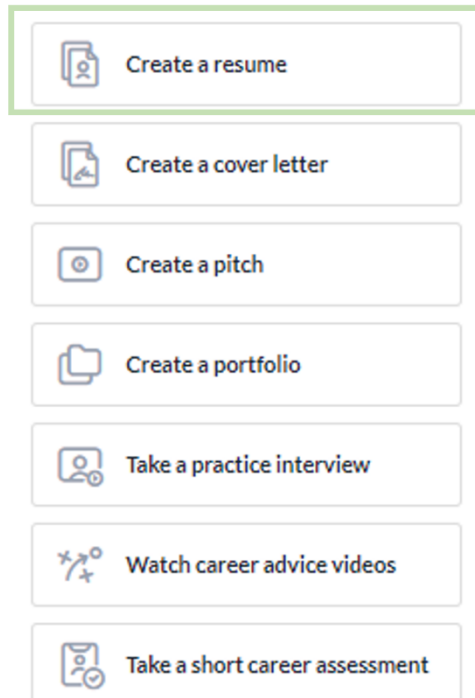 Create a resume
Create a cover letter
Create a pitch
Create a portfolio
Take a practice interview
Watch career advice videos
Take a short career assessment